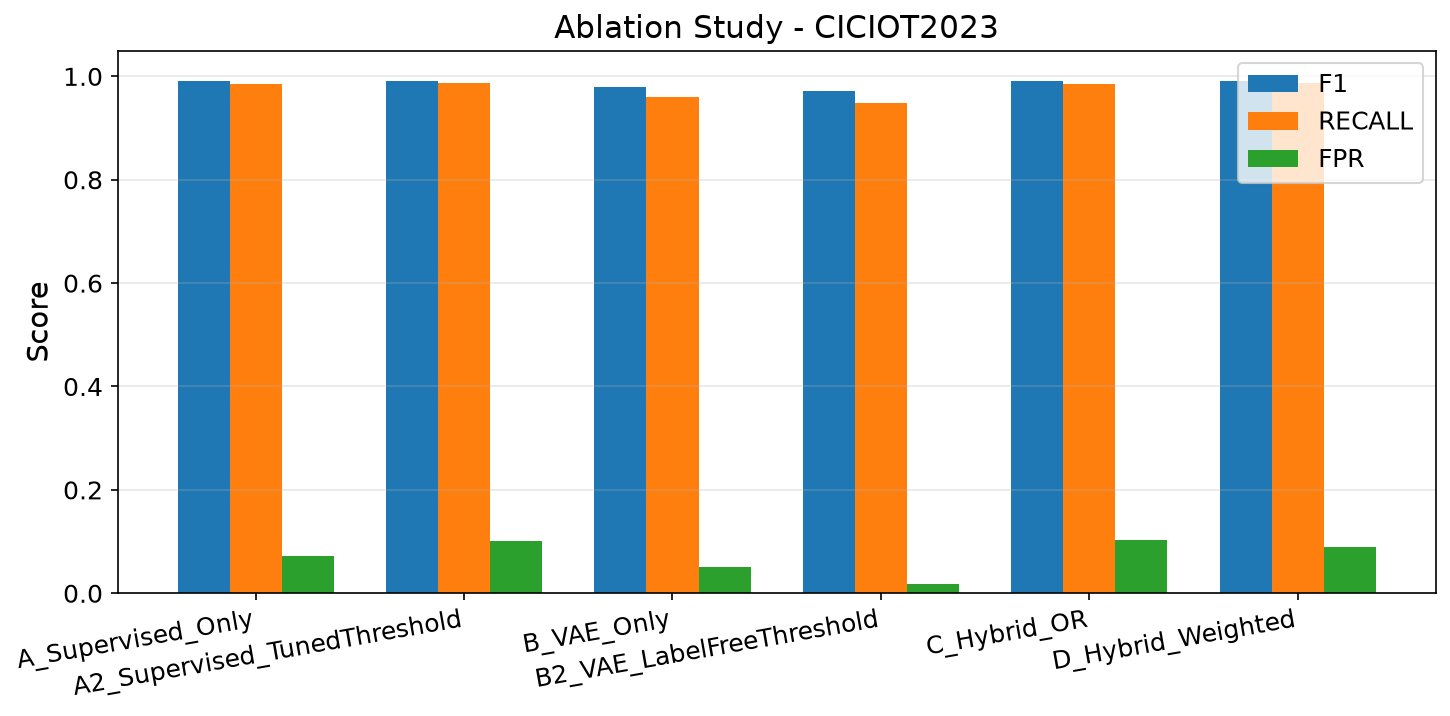 Ablation Study - CICIOT2023
Score
1.0
0.8
0.6
0.4
0.2
0.0
F1
RECALL
FPR
A_Supervised_Only
A2_Supervised_TunedThreshold
B_VAE_Only
B2_VAE_LabelFreeThreshold
C_Hybrid_OR
D_Hybrid_Weighted